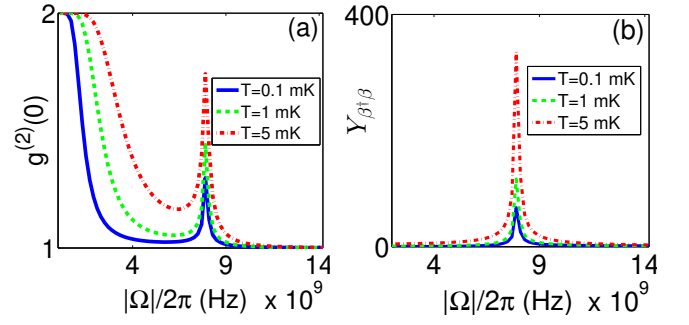 2
(a)
g⁽²⁾(0)
T=0.1 mK
T=1 mK
T=5 mK
1
4 9 14
|Ω|/2π (Hz) x 10⁹
400
(b)
Y_{β†β}
T=0.1 mK
T=1 mK
T=5 mK
0
4 9 14
|Ω|/2π (Hz) x 10⁹